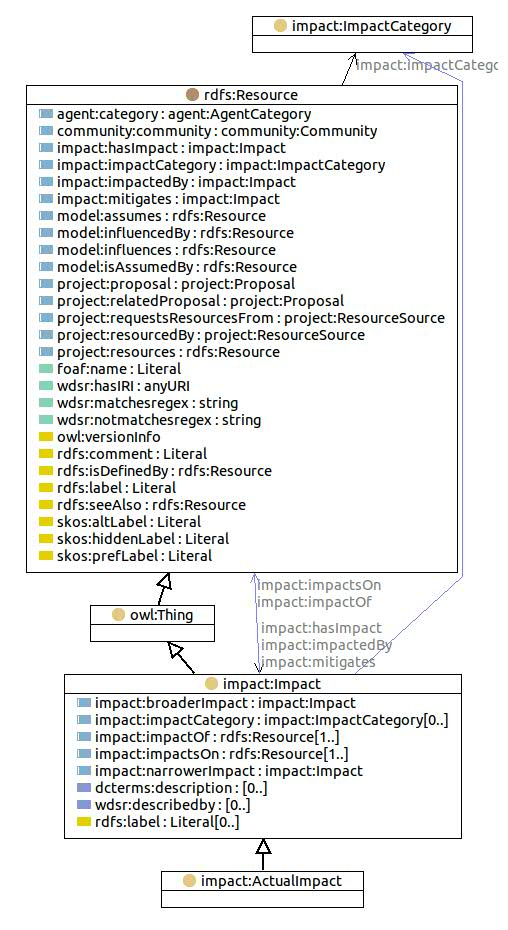 impact:ImpactCategory
impact:ImpactCatego
rdfs:Resource
agent:category : agent:AgentCategory
community:community : community:Community
impact:hasImpact : impact:Impact
impact:impactCategory : impact:ImpactCategory
impact:impactedBy : impact:Impact
impact:mitigates : impact:Impact
model:assumes : rdfs:Resource
model:influencedBy : rdfs:Resource
model:influences : rdfs:Resource
model:isAssumedBy : rdfs:Resource
project:proposal : project:Proposal
project:relatedProposal : project:Proposal
project:requestsResourcesFrom : project:ResourceSource
project:resourcedBy : project:ResourceSource
project:resources : rdfs:Resource
foaf:name : Literal
wdsr:hasIRI : anyURI
wdsr:matchesregex : string
wdsr:notmatchesregex : string
owl:versionInfo
rdfs:comment : Literal
rdfs:isDefinedBy : rdfs:Resource
rdfs:label : Literal
rdfs:seeAlso : rdfs:Resource
skos:altLabel : Literal
skos:hiddenLabel : Literal
skos:prefLabel : Literal
impact:impactsOn
impact:impactOf
owl:Thing
impact:hasImpact
impact:impactedBy
impact:mitigates
impact:Impact
impact:broaderImpact : impact:Impact
impact:impactCategory : impact:ImpactCategory[0..]
impact:impactOf : rdfs:Resource[1..]
impact:impactsOn : rdfs:Resource[1..]
impact:narrowerImpact : impact:Impact
dcterms:description : [0..]
wdsr:describedby : [0..]
rdfs:label : Literal[0..]
impact:ActualImpact